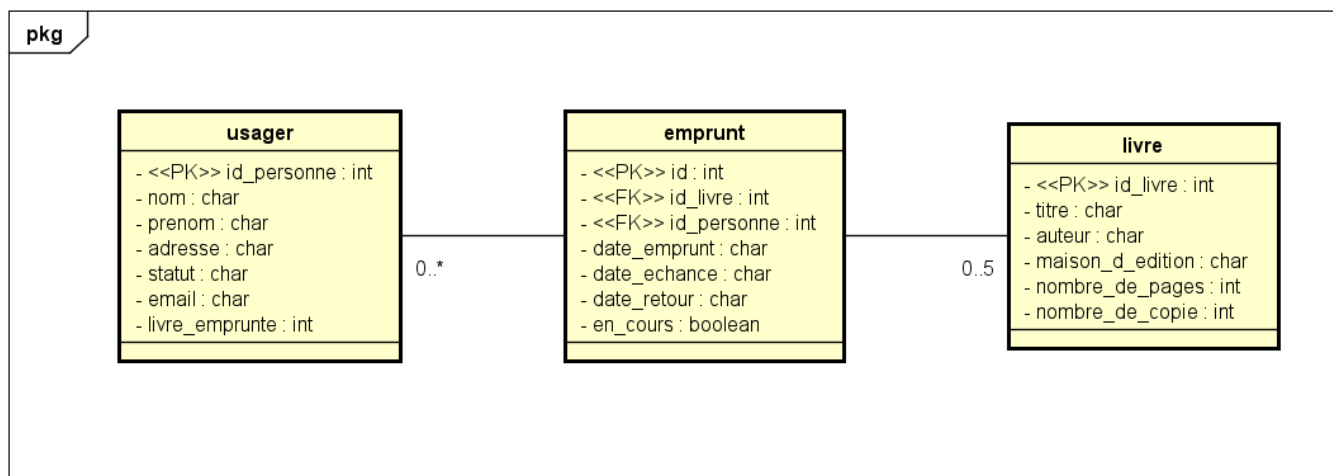 pkg
usager
- <<PK>> id_personne : int
- nom : char
- prenom : char
- adresse : char
- statut : char
- email : char
- livre_emprunte : int
0..*
emprunt
- <<PK>> id : int
- <<FK>> id_livre : int
- <<FK>> id_personne : int
- date_emprunt : char
- date_echance : char
- date_retour : char
- en_cours : boolean
0..5
livre
- <<PK>> id_livre : int
- titre : char
- auteur : char
- maison_d_edition : char
- nombre_de_pages : int
- nombre_de_copie : int